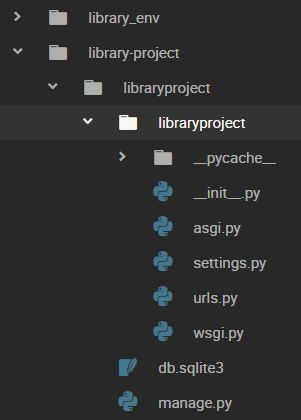 library_env
library-project
libraryproject
libraryproject
__pycache__
__init__.py
asgi.py
settings.py
urls.py
wsgi.py
db.sqlite3
manage.py